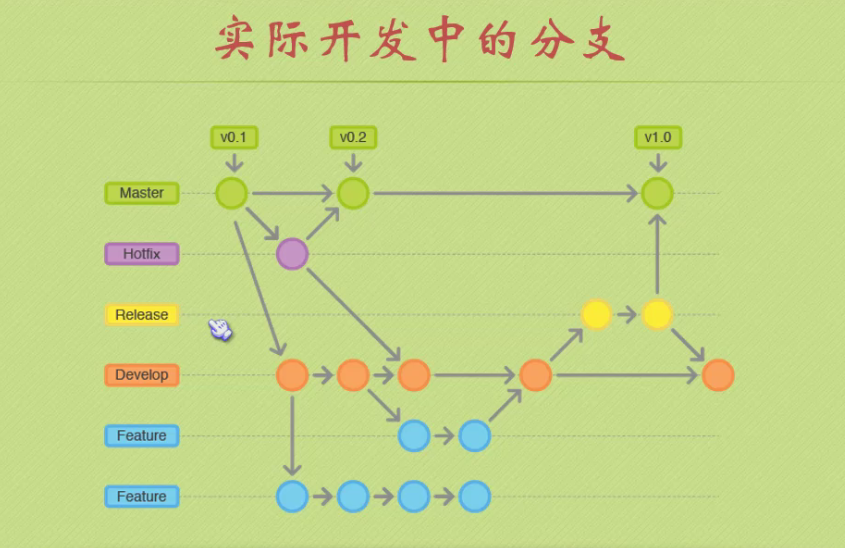 实际开发中的分支
v0.1 v0.2 v1.0
Master
Hotfix
Release
Develop
Feature
Feature